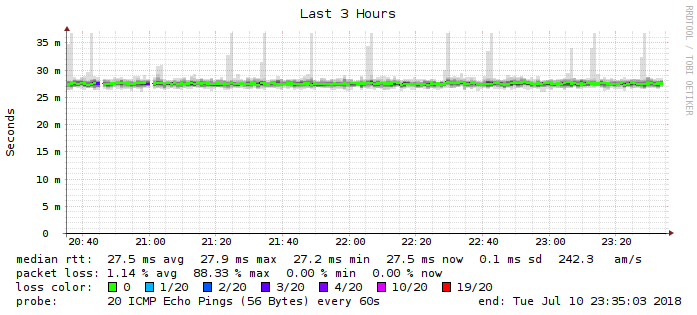 Last 3 Hours
RRDTOOL / TOBI OETIKER
Seconds
35 m
30 m
25 m
20 m
15 m
10 m
5 m
0
20:40 21:00 21:20 21:40 22:00 22:20 22:40 23:00 23:20
median rtt: 27.5 ms avg 27.9 ms max 27.2 ms min 27.5 ms now 0.1 ms sd 242.3 am/s
packet loss: 1.14 % avg 88.33 % max 0.00 % min 0.00 % now
loss color: 0 1/20 2/20 3/20 4/20 10/20 19/20
probe: 20 ICMP Echo Pings (56 Bytes) every 60s end: Tue Jul 10 23:35:03 2018